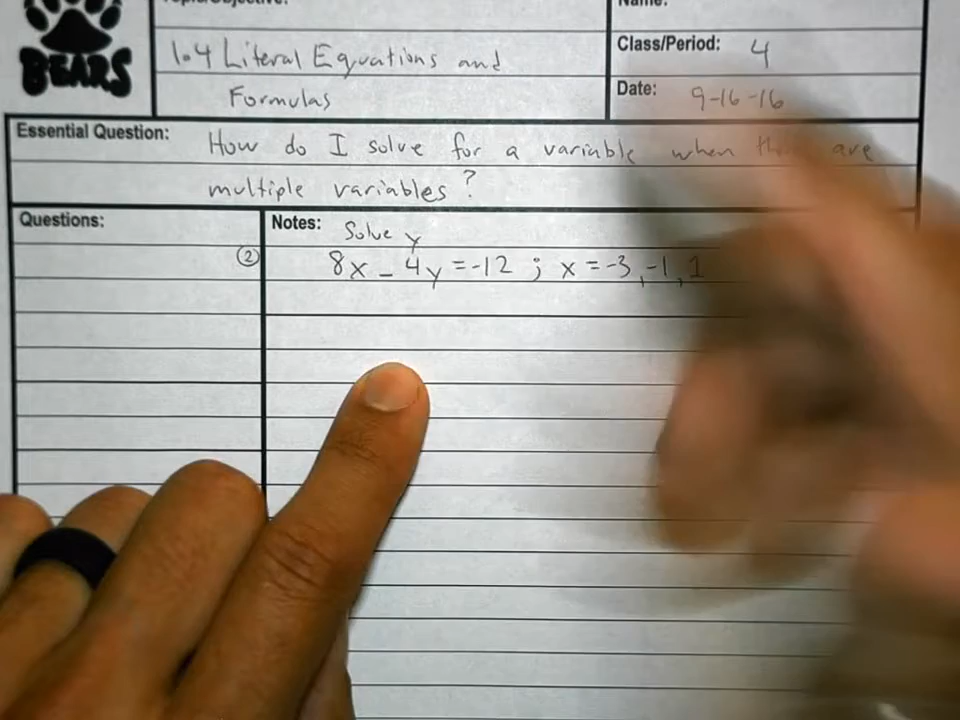 BEARS
1.4 Literal Equations and
Formulas
Name:
Class/Period: 4
Date: 9-16-16
Essential Question: How do I solve for a variable when are
multiple variables?
Questions:
Notes: Solve y
② 8x - 4y = -12 ; x = -3, -1, 1